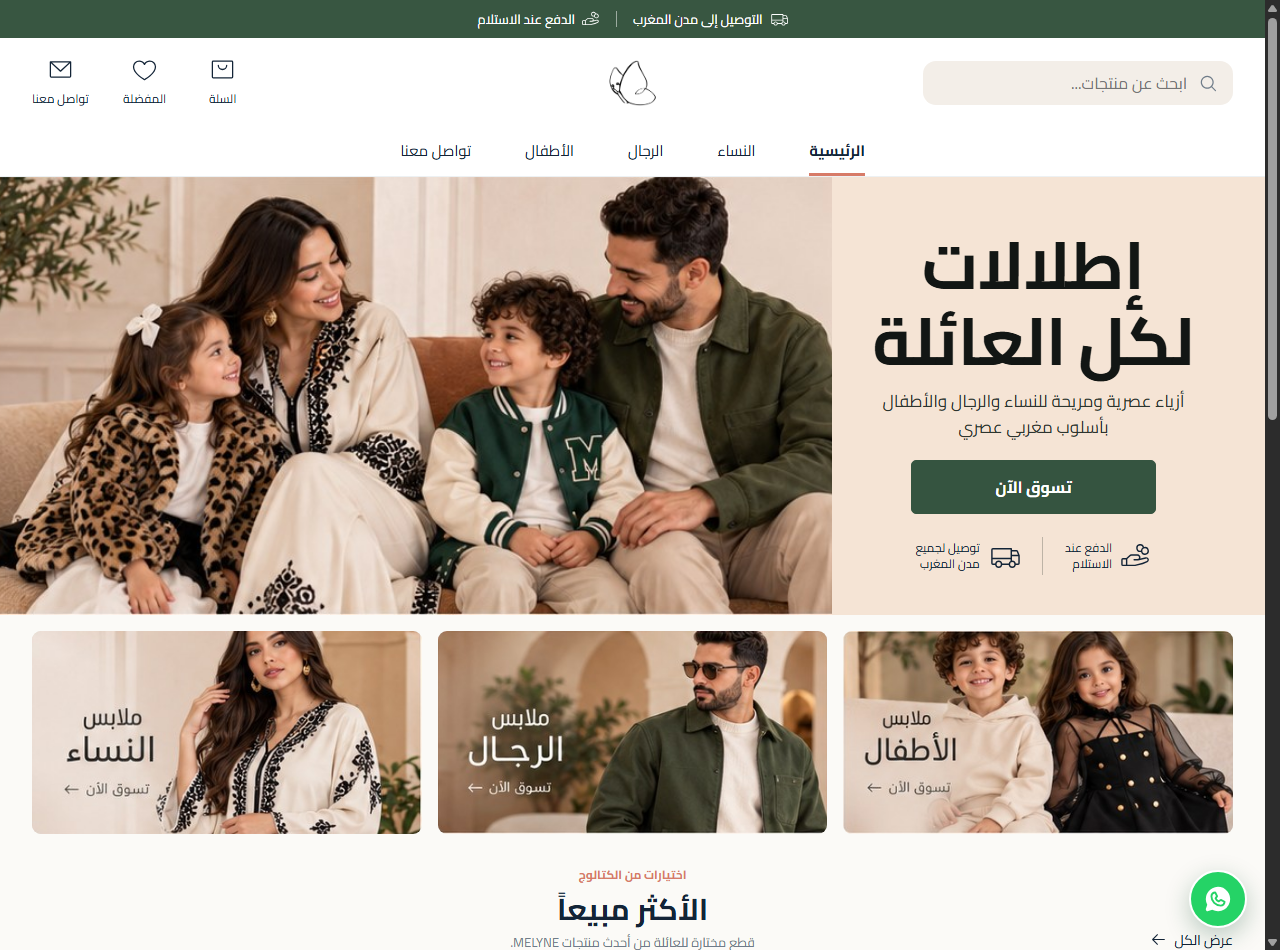 التوصيل إلى مدن المغرب
الدفع عند الاستلام
ابحث عن منتجات...
السلة
المفضلة
تواصل معنا
الرئيسية
النساء
الرجال
الأطفال
تواصل معنا
إطلالات
لكل العائلة
أزياء عصرية ومريحة للنساء والرجال والأطفال
بأسلوب مغربي عصري
تسوق الآن
الدفع عند
الاستلام
توصيل لجميع
مدن المغرب
M
ملابس
الأطفال
تسوق الآن ←
ملابس
الرجـال
تسوق الآن ←
ملابس
النساء
تسوق الآن ←
اختيارات من الكتالوج
الأكثر مبيعاً
قطع مختارة للعائلة من أحدث منتجات MELYNE.
عرض الكل ←